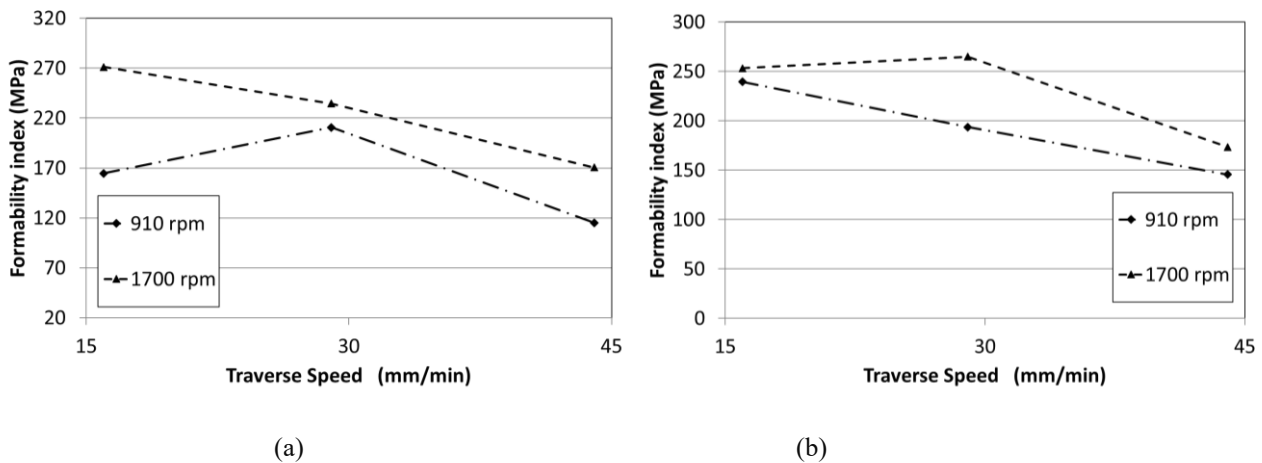 320
270
220
170
120
70
20
Formability index (MPa)
910 rpm
1700 rpm
15
30
45
Traverse Speed (mm/min)
(a)
300
250
200
150
100
50
0
Formability index (MPa)
910 rpm
1700 rpm
15
30
45
Traverse Speed (mm/min)
(b)